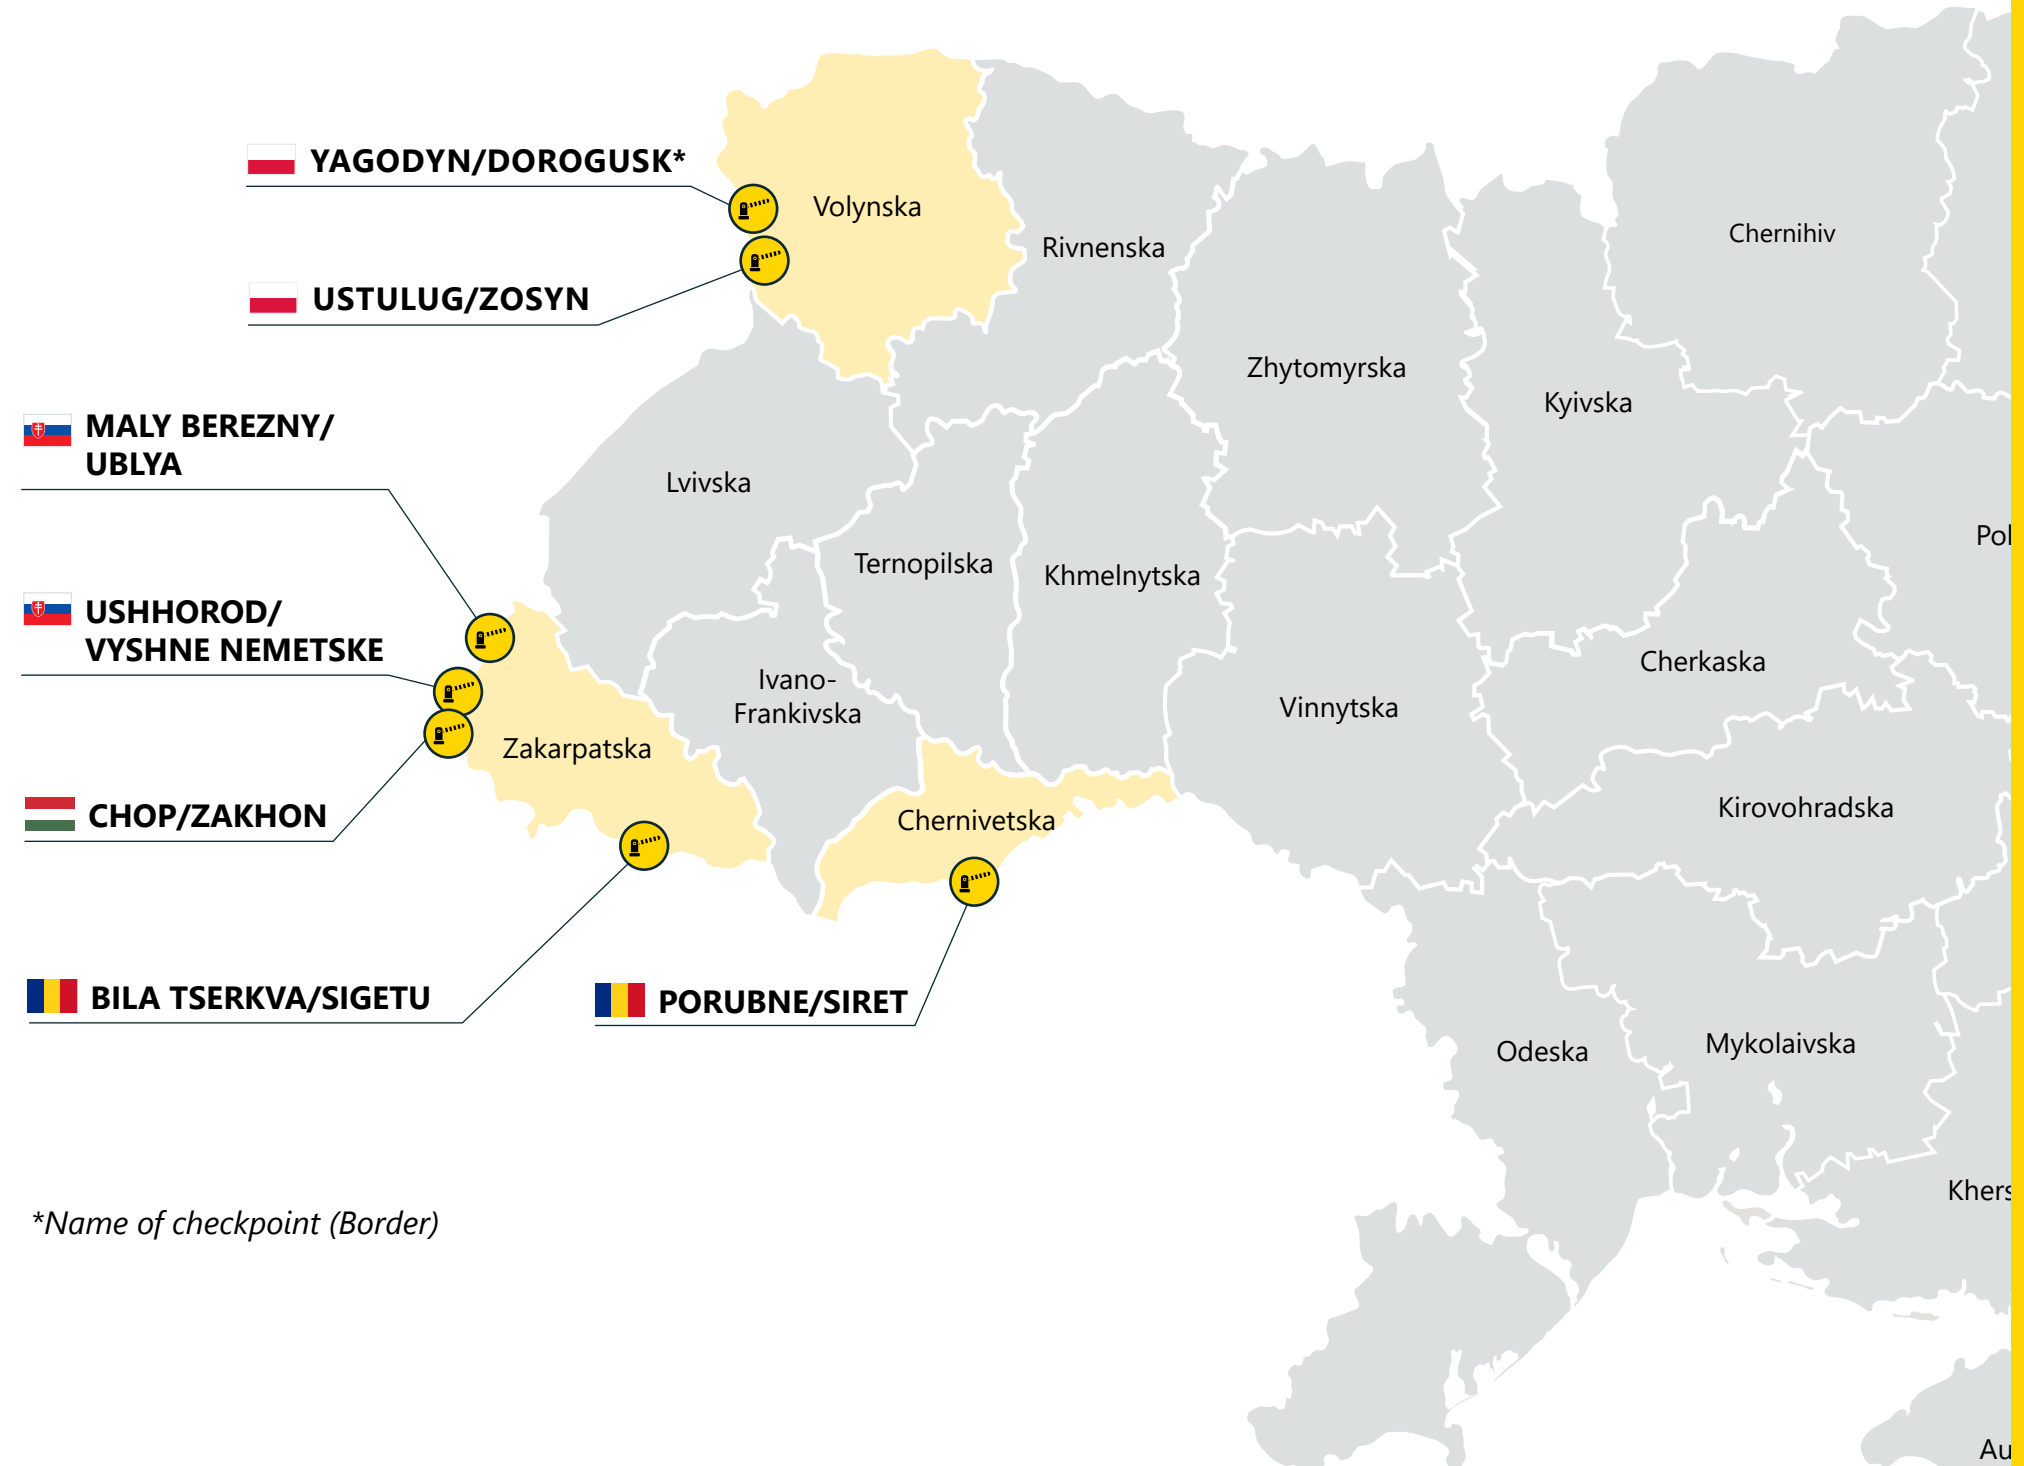 YAGODYN/DOROGUSK*
Volynska
Chernihiv
Rivnenska
USTULUG/ZOSYN
Zhytomyrska
Kyivska
MALY BEREZNY/
UBLYA
Lvivska
Pol
Ternopilska
Khmelnytska
USHHOROD/
VYSHNE NEMETSKE
Cherkaska
Ivano-
Frankivska
Vinnytska
Zakarpatska
CHOP/ZAKHON
Chernivetska
Kirovohradska
BILA TSERKVA/SIGETU
PORUBNE/SIRET
Odeska
Mykolaivska
Khers
*Name of checkpoint (Border)
Au